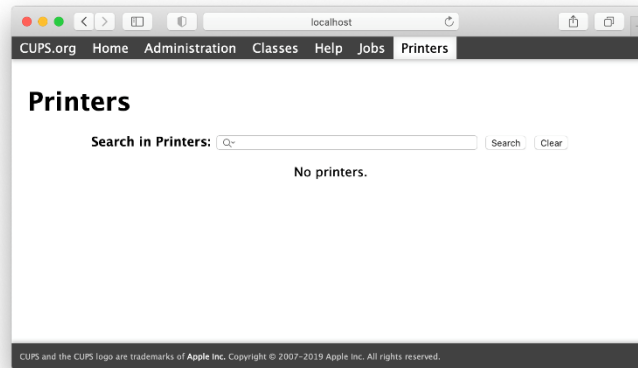 localhost
CUPS.org Home Administration Classes Help Jobs Printers
Printers
Search in Printers: Search Clear
No printers.
CUPS and the CUPS logo are trademarks of Apple Inc. Copyright © 2007-2019 Apple Inc. All rights reserved.